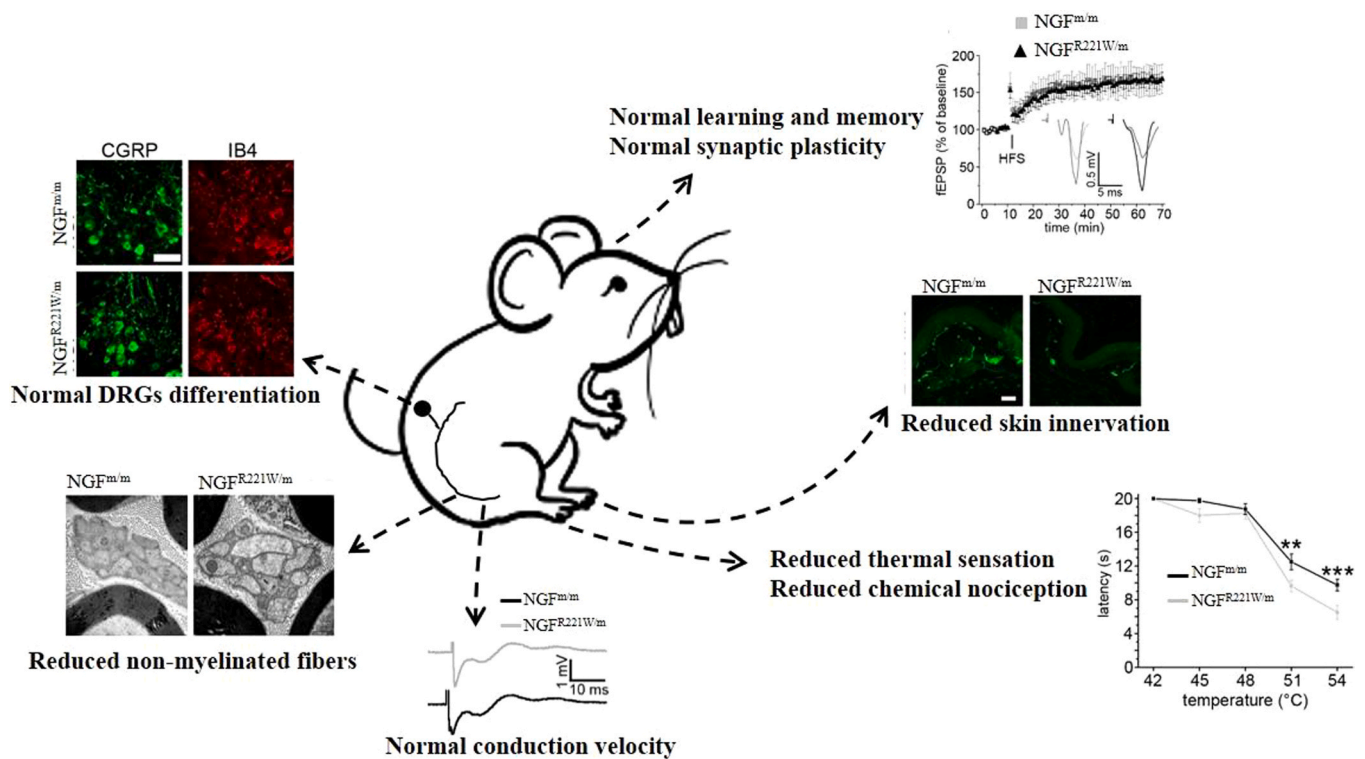 NGFm/m
NGFR221W/m
fEPSP (% of baseline)
200
150
100
50
0
HFS
0.5 mV
5 ms
0 10 20 30 40 50 60 70
time (min)
Normal learning and memory
Normal synaptic plasticity
CGRP IB4
NGFm/m
NGFR221W/m
Normal DRGs differentiation
NGFm/m NGFR221W/m
Reduced skin innervation
NGFm/m NGFR221W/m
Reduced non-myelinated fibers
Reduced thermal sensation
Reduced chemical nociception
latency (s)
20
16
12
8
4
0
**
***
NGFm/m
NGFR221W/m
42 45 48 51 54
temperature (°C)
NGFm/m
NGFR221W/m
1 mV
10 ms
Normal conduction velocity